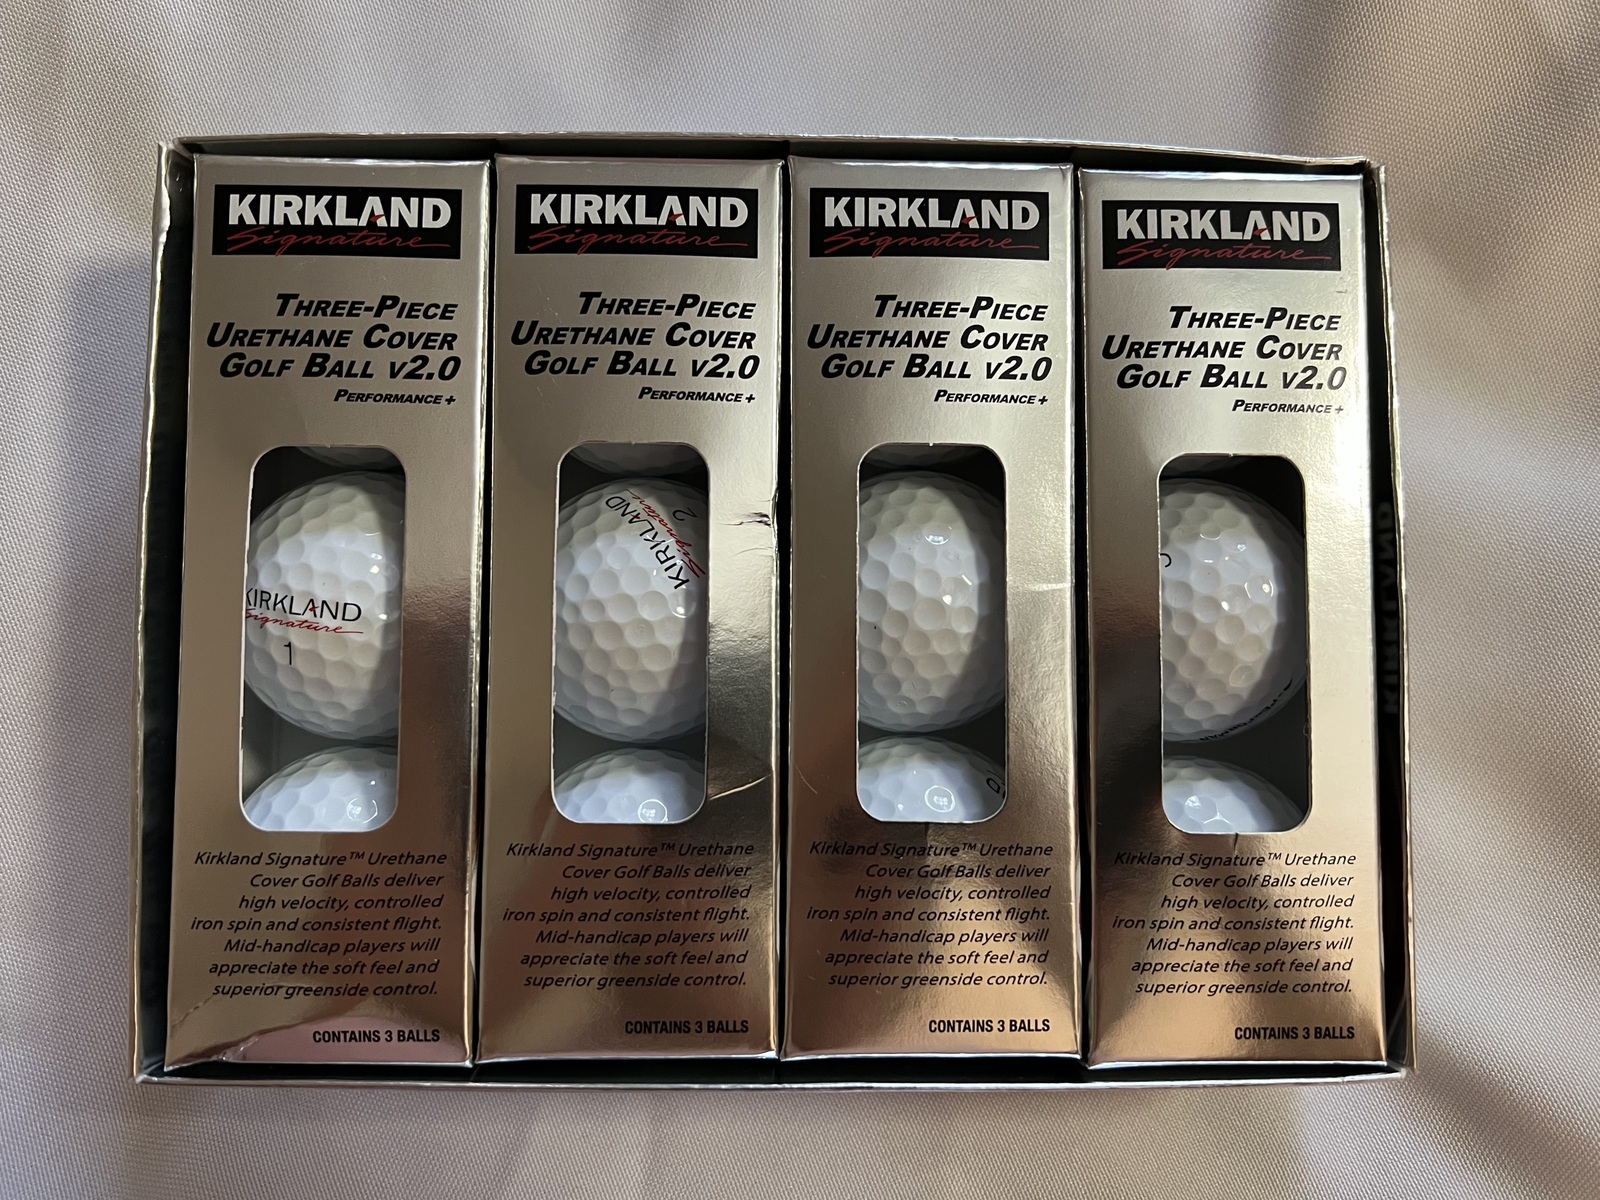 KIRKLAND
Signature
THREE-PIECE
URETHANE COVER
GOLF BALL V2.0
PERFORMANCE+
KIRKLAND
Signature
1
Kirkland Signature™ Urethane
Cover Golf Balls deliver
high velocity, controlled
iron spin and consistent flight.
Mid-handicap players will
appreciate the soft feel and
superior greenside control.
CONTAINS 3 BALLS
KIRKLAND
Signature
THREE-PIECE
URETHANE COVER
GOLF BALL V2.0
PERFORMANCE+
KIRKLAND
KIRKLAND
Signature
2
Kirkland Signature™ Urethane
Cover Golf Balls deliver
high velocity, controlled
iron spin and consistent flight.
Mid-handicap players will
appreciate the soft feel and
superior greenside control.
CONTAINS 3 BALLS
KIRKLAND
Signature
THREE-PIECE
URETHANE COVER
GOLF BALL V2.0
PERFORMANCE+
Kirkland Signature™ Urethane
Cover Golf Balls deliver
high velocity, controlled
iron spin and consistent flight.
Mid-handicap players will
appreciate the soft feel and
superior greenside control.
CONTAINS 3 BALLS
KIRKLAND
Signature
THREE-PIECE
URETHANE COVER
GOLF BALL V2.0
PERFORMANCE+
Kirkland Signature™ Urethane
Cover Golf Balls deliver
high velocity, controlled
iron spin and consistent flight.
Mid-handicap players will
appreciate the soft feel and
superior greenside control.
CONTAINS 3 BALLS